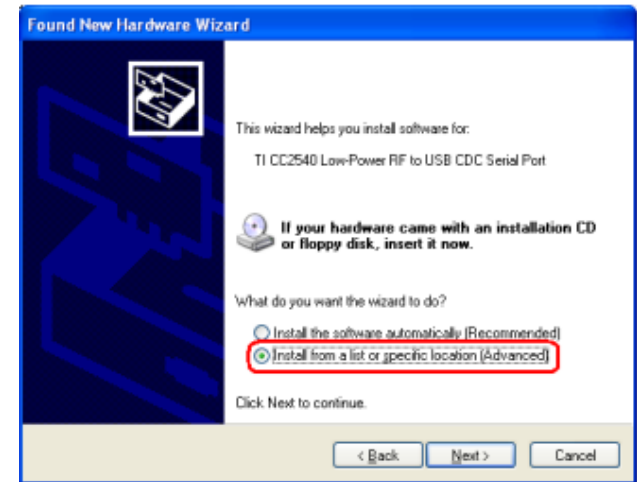 Found New Hardware Wizard
This wizard helps you install software for:
TI CC2540 Low-Power RF to USB CDC Serial Port
If your hardware came with an installation CD
or floppy disk, insert it now.
What do you want the wizard to do?
Install the software automatically (Recommended)
Install from a list or specific location (Advanced)
Click Next to continue.
< Back Next > Cancel